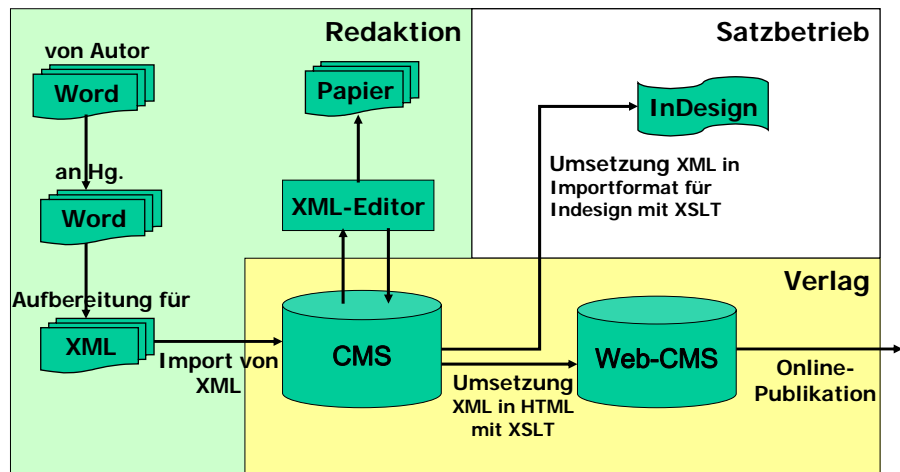 Redaktion
Satzbetrieb
von Autor
Word
Papier
InDesign
an Hg.
Word
XML-Editor
Umsetzung XML in
Importformat für
Indesign mit XSLT
Verlag
Aufbereitung für
XML
Import von
XML
CMS
Umsetzung
XML in HTML
mit XSLT
Web-CMS
Online-
Publikation